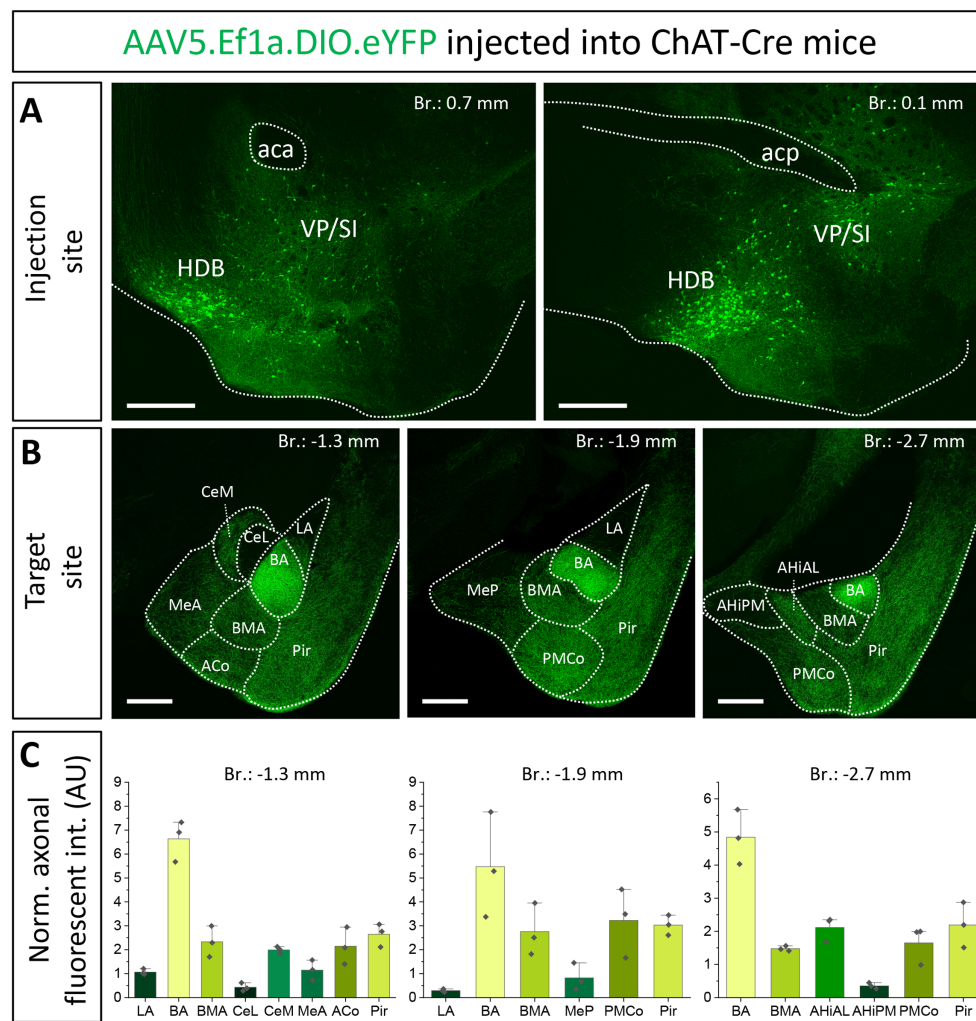 AAV5.Ef1a.DIO.eYFP injected into ChAT-Cre mice
A
Injection
site
Br.: 0.7 mm
aca
VP/SI
HDB
Br.: 0.1 mm
acp
VP/SI
HDB
B
Target
site
Br.: -1.3 mm
CeM
CeL
LA
BA
MeA
BMA
ACo
Pir
Br.: -1.9 mm
LA
BA
MeP
BMA
Pir
PMCo
Br.: -2.7 mm
AHiAL
BA
AHiPM
BMA
Pir
PMCo
C
Norm. axonal
fluorescent int. (AU)
Br.: -1.3 mm
9
8
7
6
5
4
3
2
1
0
LA BA BMA CeL CeM MeA ACo Pir
Br.: -1.9 mm
9
8
7
6
5
4
3
2
1
0
LA BA BMA MeP PMCo Pir
Br.: -2.7 mm
6
5
4
3
2
1
0
BA BMA AHiAL AHiPM PMCo Pir